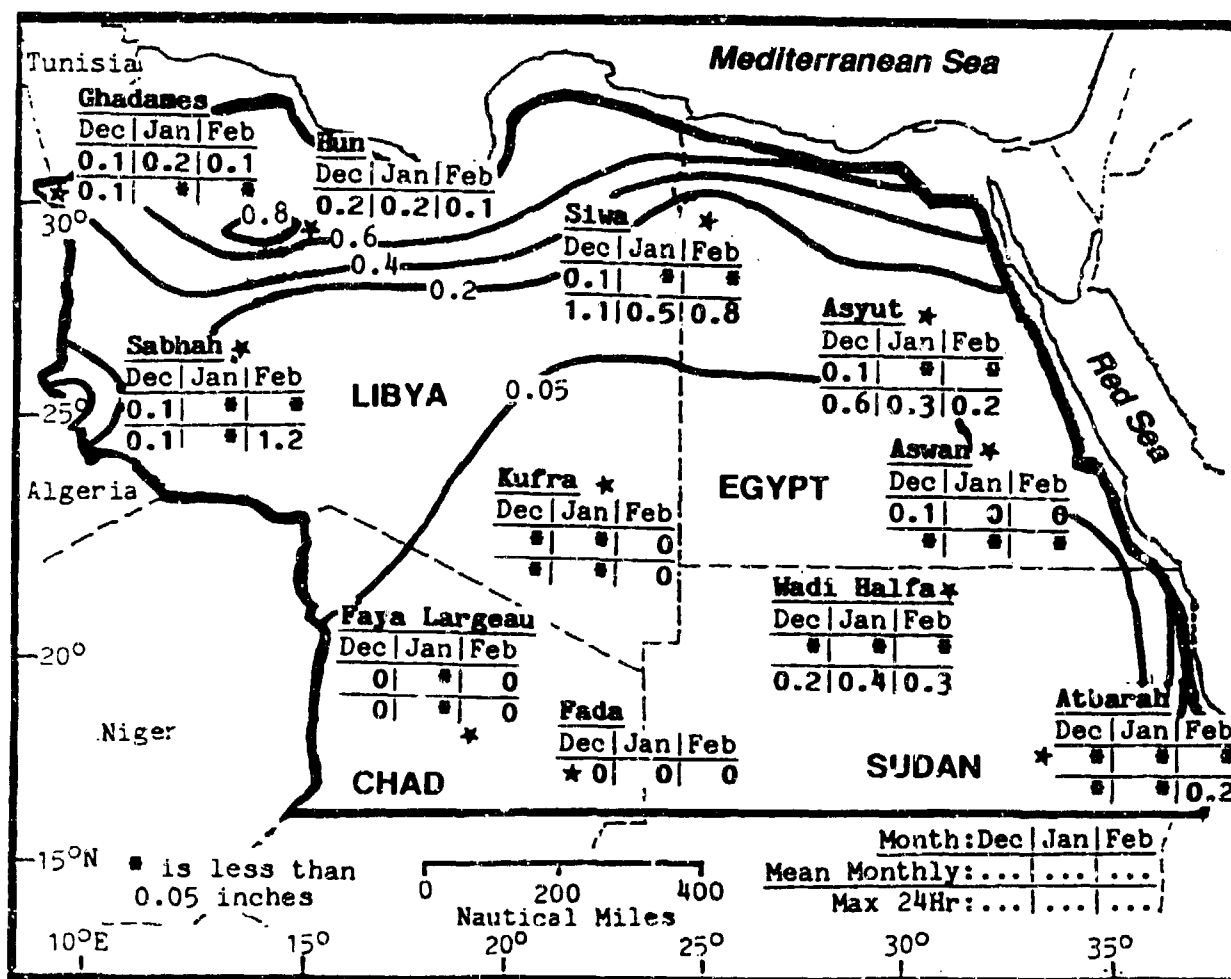 Mediterranean Sea
Tunisia
Ghadames
Dec|Jan|Feb
0.1|0.2|0.1
0.1| *| *
Hun
Dec|Jan|Feb
0.2|0.2|0.1
30°
0.8
0.6
0.4
0.2
Siwa
Dec|Jan|Feb
0.1| *| *
1.1|0.5|0.8
Asyut
Dec|Jan|Feb
0.1| *| *
0.6|0.3|0.2
Red Sea
Sabhah
Dec|Jan|Feb
0.1| *| *
0.1| *|1.2
25°
LIBYA
0.05
Algeria
Kufra
Dec|Jan|Feb
*| *| 0
*| *| 0
EGYPT
Aswan
Dec|Jan|Feb
0.1| 0| 0
*| *| *
Wadi Halfa
Dec|Jan|Feb
*| *| *
0.2|0.4|0.3
20°
Faya Largeau
Dec|Jan|Feb
0| *| 0
0| *| 0
Niger
Fada
Dec|Jan|Feb
0| 0| 0
Atbarah
Dec|Jan|Feb
*| *| *
*| *|0.2
CHAD
SUDAN
15°N
* is less than
0.05 inches
0 200 400
Nautical Miles
Month:Dec|Jan|Feb
Mean Monthly:...|...|...
Max 24Hr:...|...|...
10°E 15° 20° 25° 30° 35°